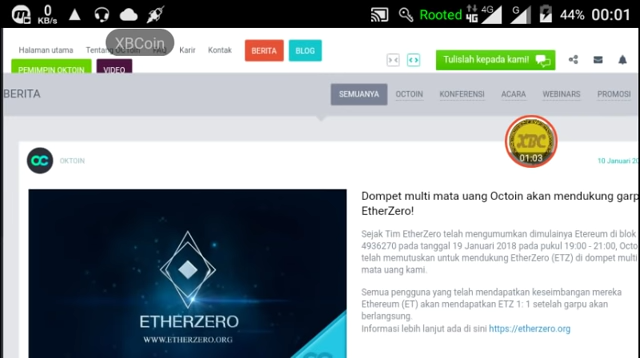 0
KB/s
Rooted
4G
4G
G
44%
00:01
Halaman utama
Tentang OCTOIN
FAQ
Karir
Kontak
BERITA
BLOG
XBCoin
PEMIMPIN OKTOIN
VIDEO
Tulislah kepada kami!
BERITA
SEMUANYA
OCTOIN
KONFERENSI
ACARA
WEBINARS
PROMOSI
XBC
01:03
OKTOIN
10 Januari 20
Dompet multi mata uang Octoin akan mendukung garp
EtherZero!
Sejak Tim EtherZero telah mengumumkan dimulainya Etereum di blok
4936270 pada tanggal 19 Januari 2018 pada pukul 19:00 - 21:00, Octo
telah memutuskan untuk mendukung EtherZero (ETZ) di dompet multi
mata uang kami.
Semua pengguna yang telah mendapatkan keseimbangan mereka
Ethereum (ET) akan mendapatkan ETZ 1: 1 setelah garpu akan
berlangsung.
Informasi lebih lanjut ada di sini https://etherzero.org
ETHERZERO
WWW.ETHERZERO.ORG